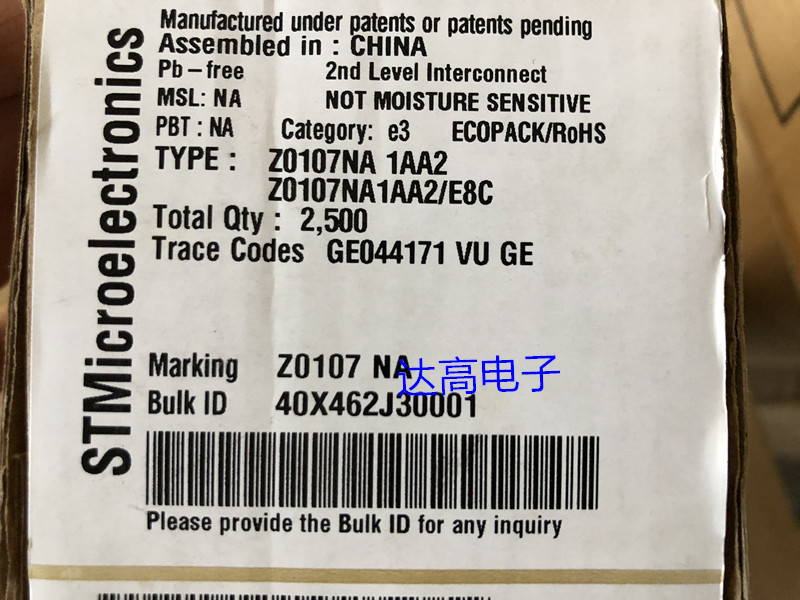 STMicroelectronics
Manufactured under patents or patents pending
Assembled in : CHINA
Pb-free 2nd Level Interconnect
MSL: NA NOT MOISTURE SENSITIVE
PBT : NA Category: e3 ECOPACK/RoHS
TYPE : Z0107NA 1AA2
Z0107NA1AA2/E8C
Total Qty : 2,500
Trace Codes GE044171 VU GE
Marking Z0107 NA
达高电子
Bulk ID 40X462J30001
Please provide the Bulk ID for any inquiry